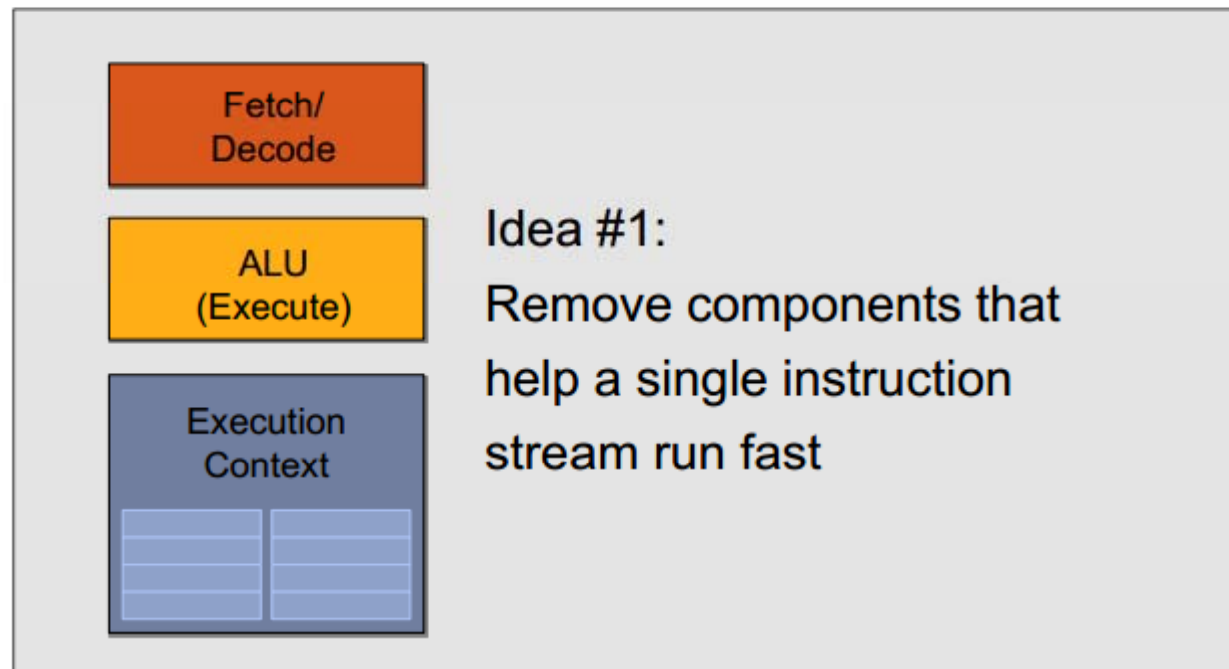 Fetch/
Decode
ALU
(Execute)
Execution
Context
Idea #1:
Remove components that
help a single instruction
stream run fast